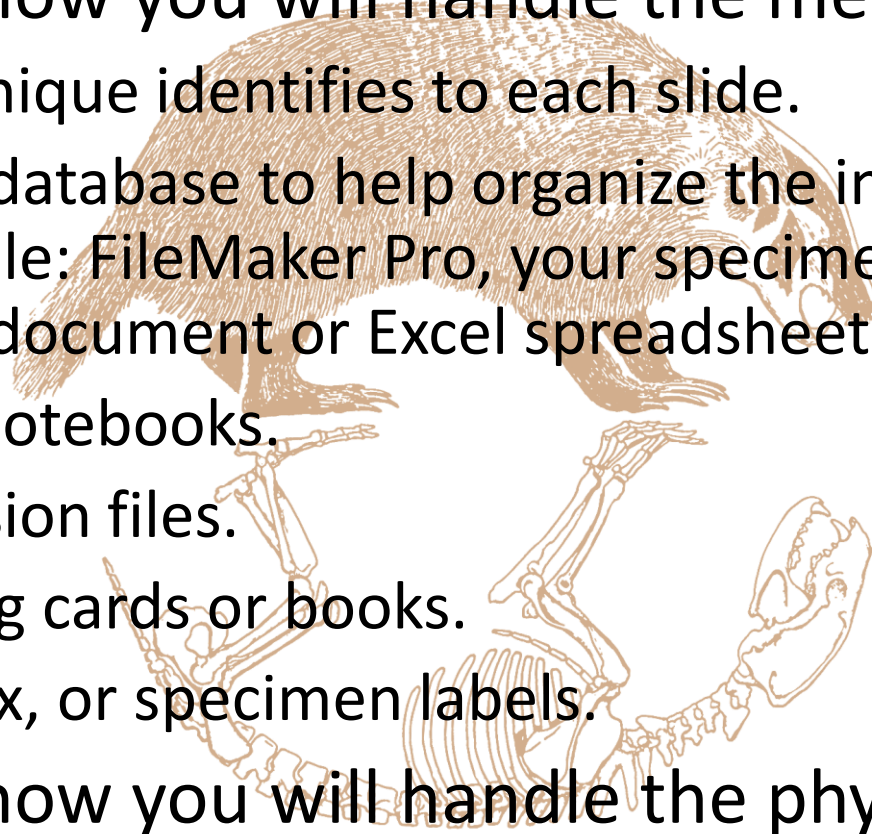 how you will handle the me
nique identifies to each slide.
database to help organize the in
le: FileMaker Pro, your specime
document or Excel spreadsheet
otebooks.
sion files.
g cards or books.
x, or specimen labels.
how you will handle the phy